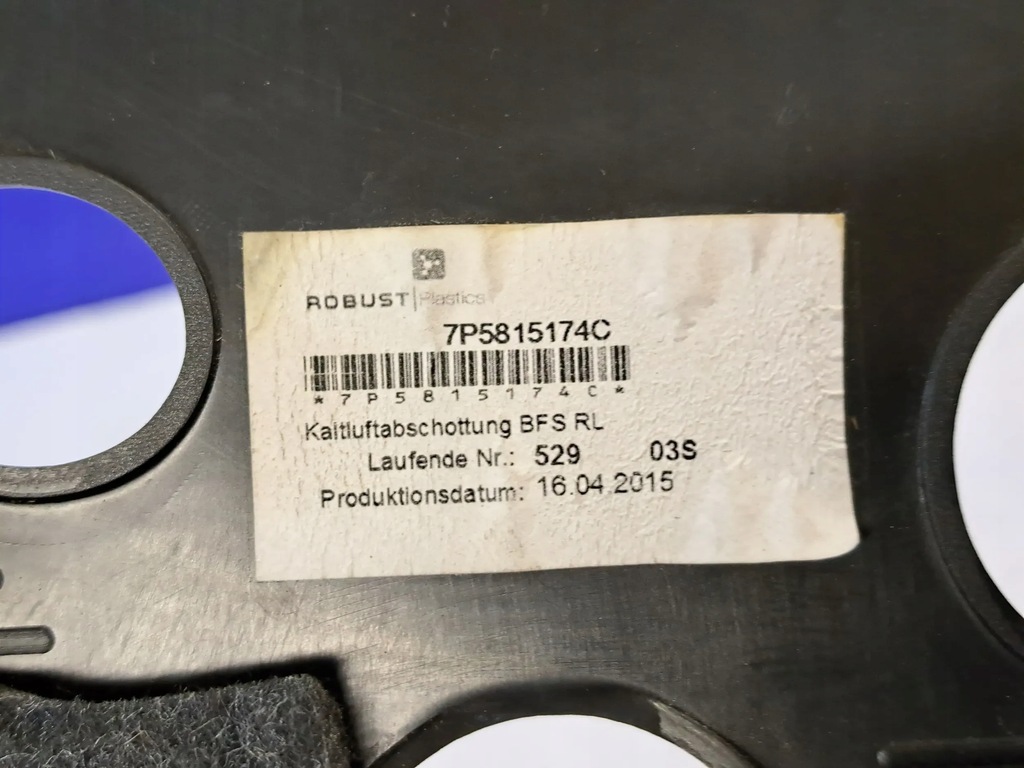 ROBUST|Plastics
7P5815174C
*7P5815174C*
Kaltluftabschottung BFS RL
Laufende Nr.: 529 03S
Produktionsdatum: 16.04.2015